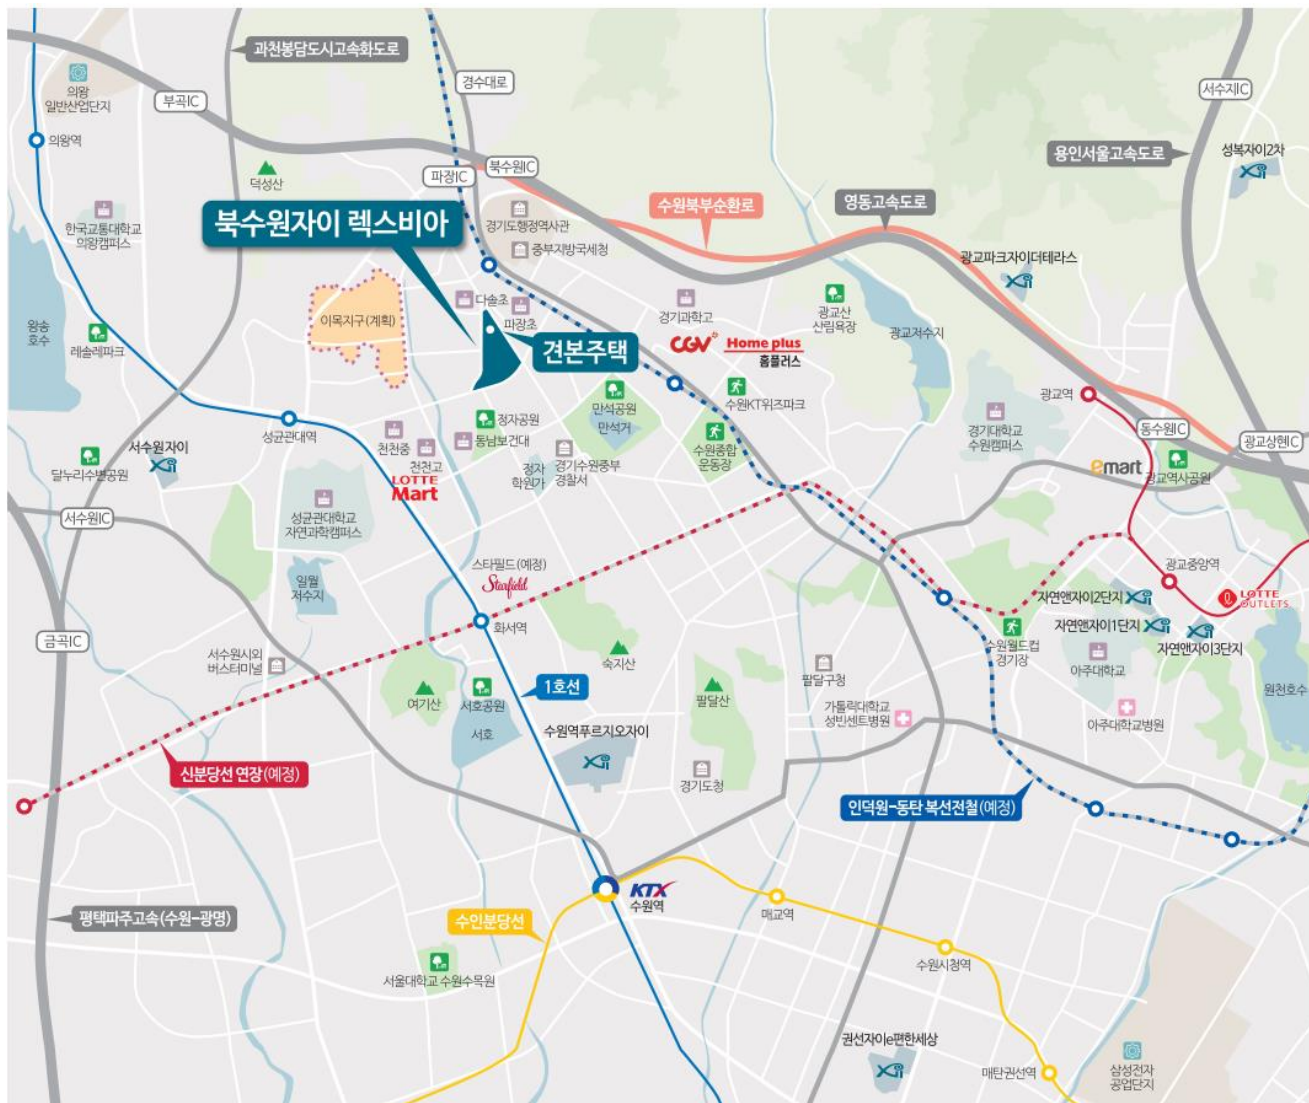 과천봉담도시고속화도로
경수대로
의왕
일반산업단지
부곡IC
서수지IC
의왕역
용인서울고속도로
성복자이2차
북수원IC
파장IC
덕성산
한국교통대학교
의왕캠퍼스
북수원자이 렉스비아
경기도행정역사관
수원북부순환로
영동고속도로
중부지방국세청
광교파크자이더테라스
다솔초
파장초
경기과학고
광교산
산림욕장
이목지구(계획)
왕송
호수
레솔레파크
광교저수지
견본주택
CGV
Home plus
홈플러스
만석공원
만석거
수원KT위즈파크
광교역
성균관대역
정자공원
동남보건대
천천중
천천고
경기대학교
수원캠퍼스
동수원IC
광교상현IC
서수원자이
달누리수변공원
LOTTE
Mart
정자
학원가
경기수원중부
경찰서
수원종합
운동장
emart
광교역사공원
서수원IC
성균관대학교
자연과학캠퍼스
일월
저수지
스타필드(예정)
Starfield
화서역
광교중앙역
자연앤자이2단지
LOTTE
OUTLETS
자연앤자이1단지
자연앤자이3단지
금곡IC
서수원시외
버스터미널
숙지산
수원월드컵
경기장
아주대학교
팔달구청
1호선
여기산
서호공원
서호
팔달산
원천호수
가톨릭대학교
성빈센트병원
아주대학교병원
수원역푸르지오자이
신분당선 연장(예정)
경기도청
인덕원-동탄 복선전철(예정)
KTX
수원역
평택파주고속(수원-광명)
수인분당선
매교역
수원시청역
서울대학교 수원수목원
권선자이e편한세상
매탄권선역
삼성전자
공업단지